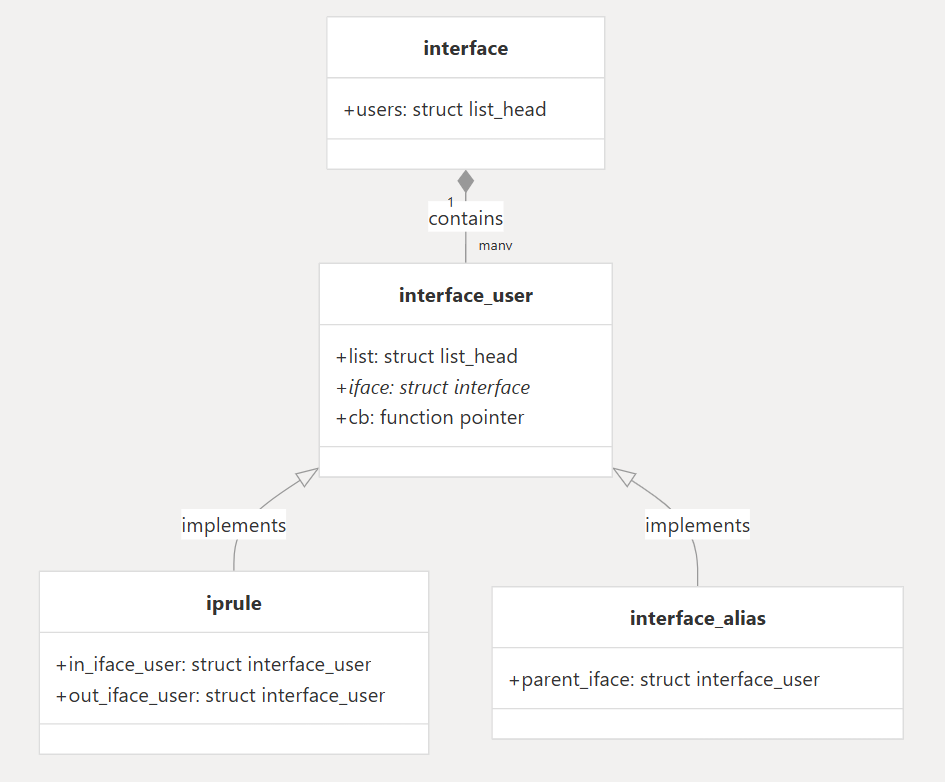 interface
+users: struct list_head
1
contains
manv
interface_user
+list: struct list_head
+iface: struct interface
+cb: function pointer
implements
implements
iprule
+in_iface_user: struct interface_user
+out_iface_user: struct interface_user
interface_alias
+parent_iface: struct interface_user